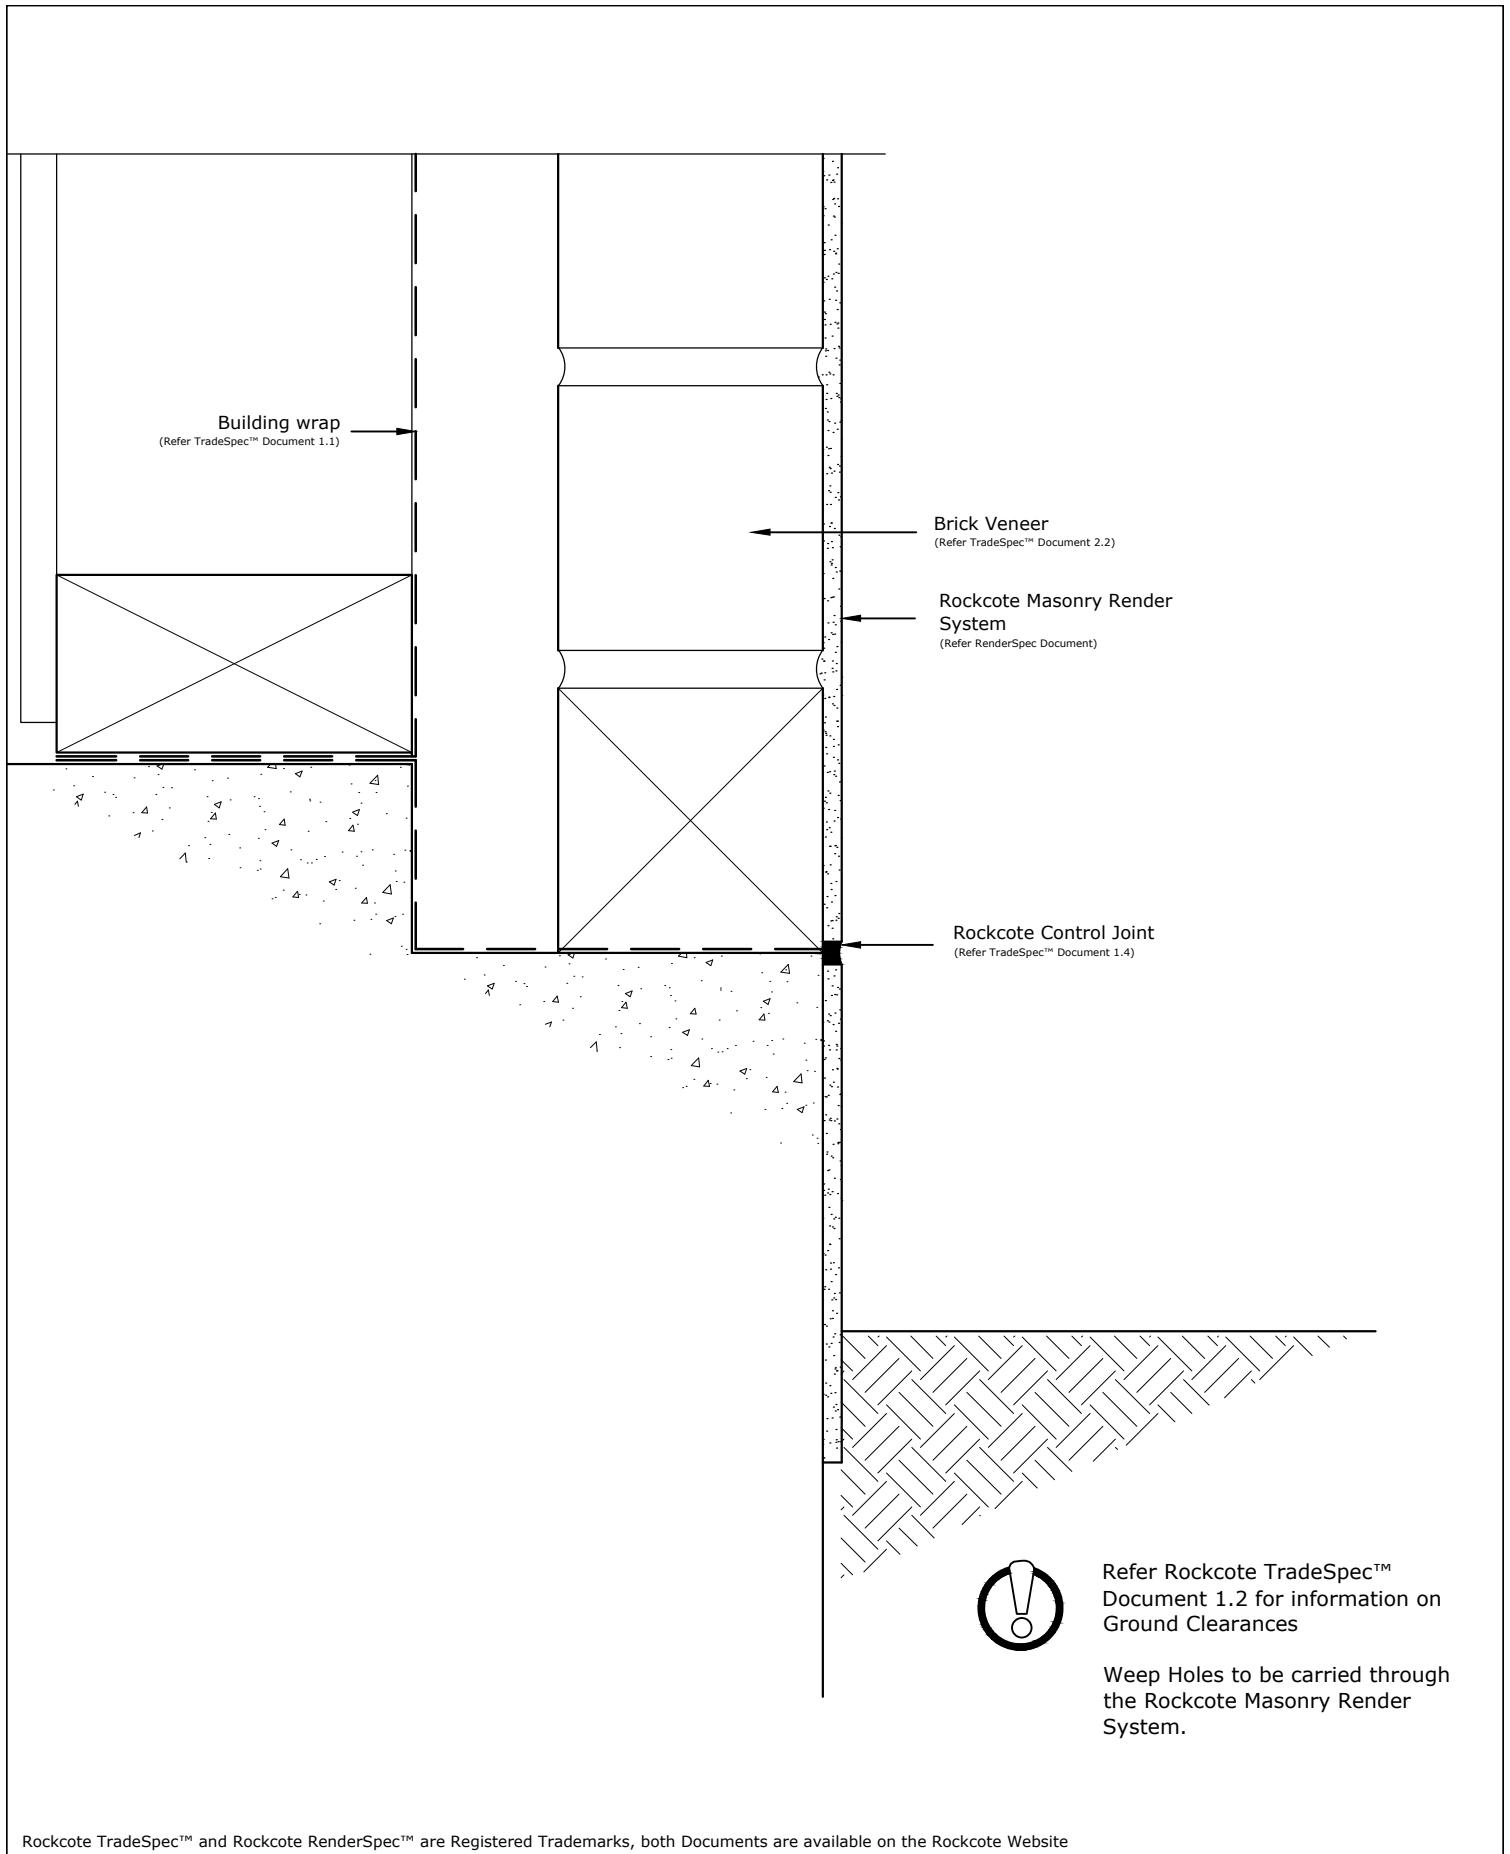 Building wrap
(Refer TradeSpec™ Document 1.1)
Brick Veneer
(Refer TradeSpec™ Document 2.2)
Rockcote Masonry Render
System
(Refer RenderSpec Document)
Rockcote Control Joint
(Refer TradeSpec™ Document 1.4)
Refer Rockcote TradeSpec™
Document 1.2 for information on
Ground Clearances
Weep Holes to be carried through
the Rockcote Masonry Render
System.
Rockcote TradeSpec™ and Rockcote RenderSpec™ are Registered Trademarks, both Documents are available on the Rockcote Website